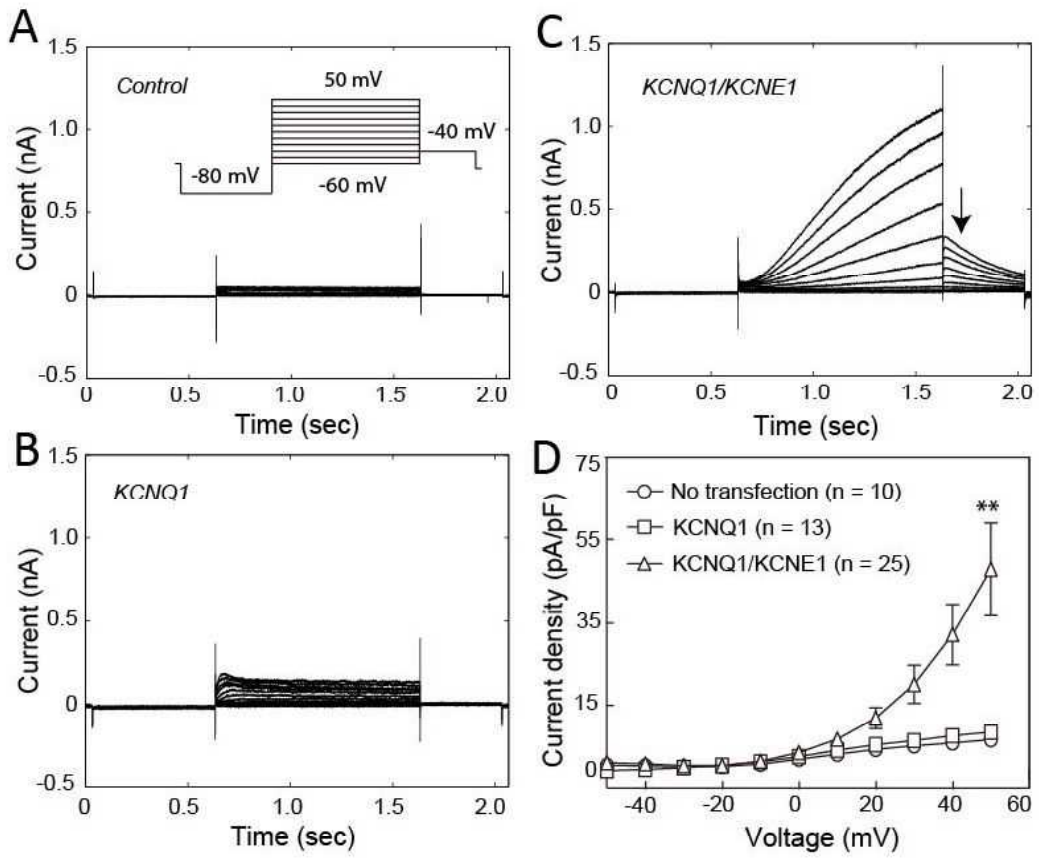 A
1.5
Control
50 mV
1.0
-40 mV
-80 mV
-60 mV
0.5
0
-0.5
0
0.5
1.0
1.5
2.0
Current (nA)
Time (sec)
C
1.5
KCNQ1/KCNE1
1.0
0.5
0
-0.5
0
0.5
1.0
1.5
2.0
Current (nA)
Time (sec)
B
1.5
KCNQ1
1.0
0.5
0
-0.5
0
0.5
1.0
1.5
2.0
Current (nA)
Time (sec)
D
75
No transfection (n = 10)
**
KCNQ1 (n = 13)
55
KCNQ1/KCNE1 (n = 25)
35
15
0
-40
-20
0
20
40
60
Current density (pA/pF)
Voltage (mV)